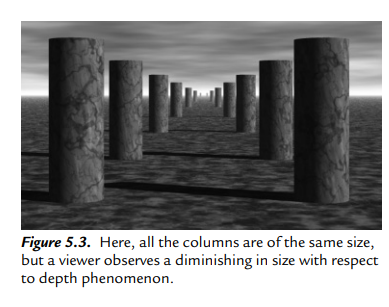 Figure 5.3. Here, all the columns are of the same size,
but a viewer observes a diminishing in size with respect
to depth phenomenon.